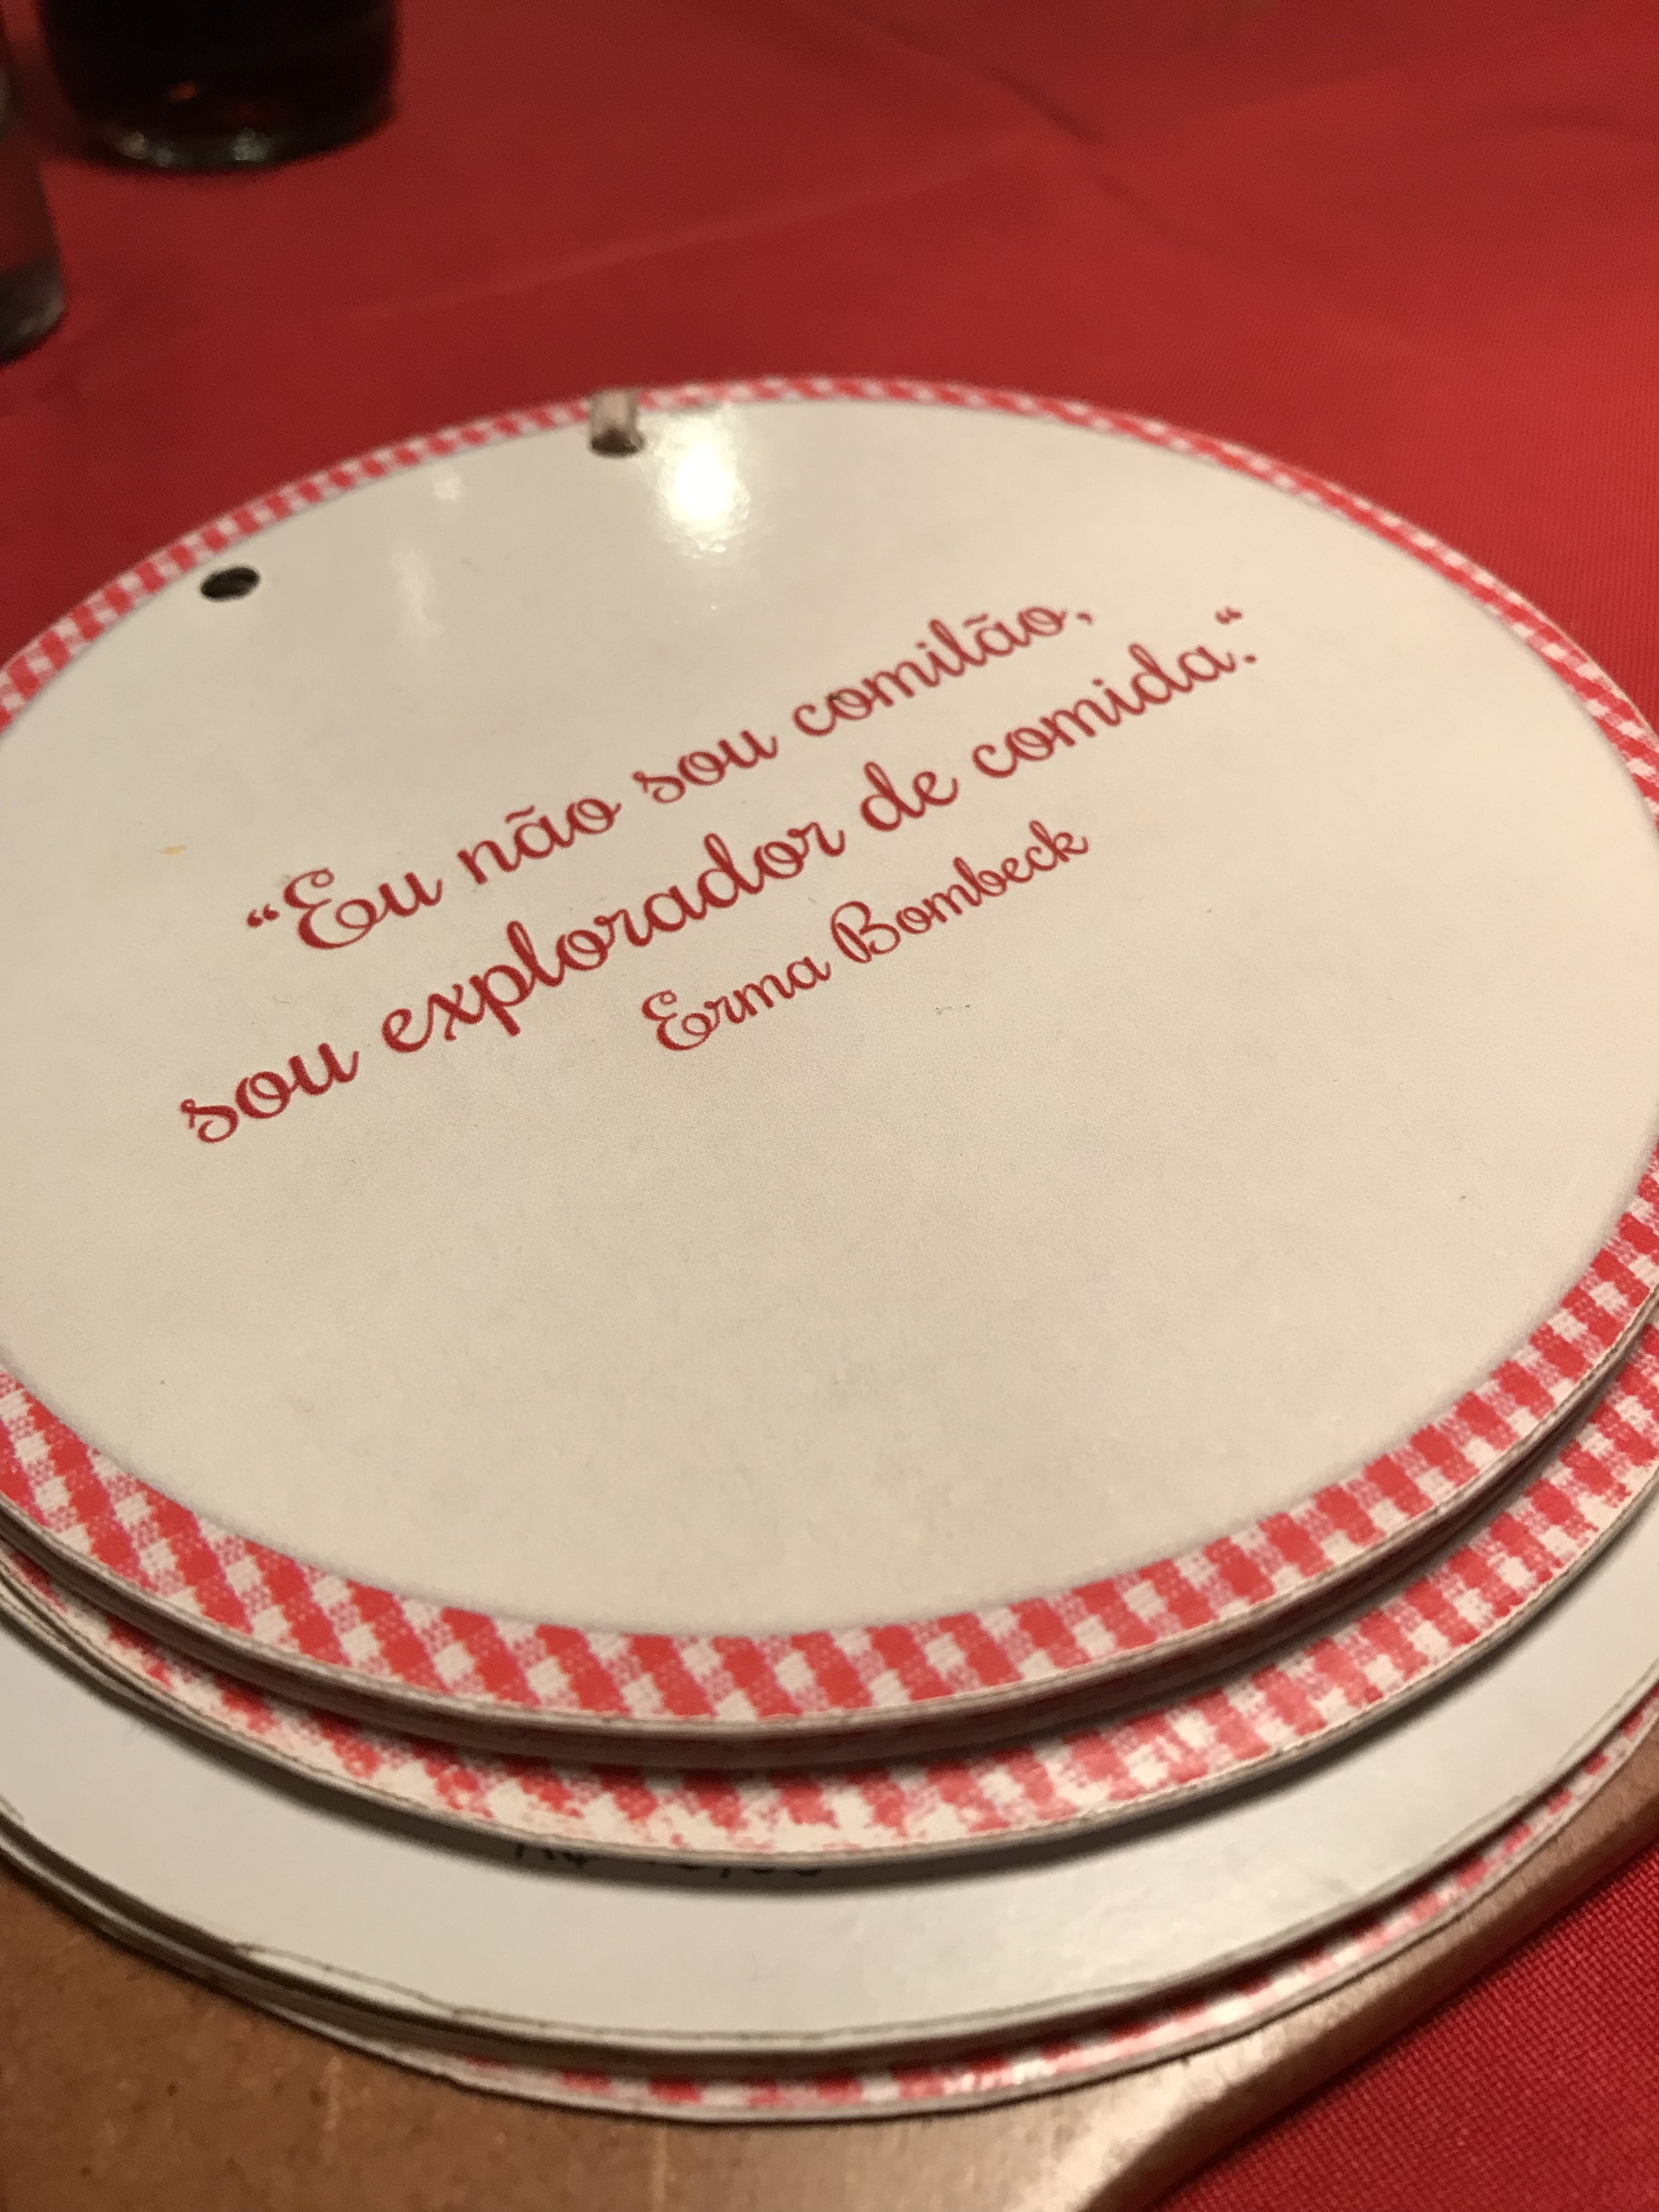 “Eu não sou comilão,
sou explorador de comida.“
Erma Bombeck